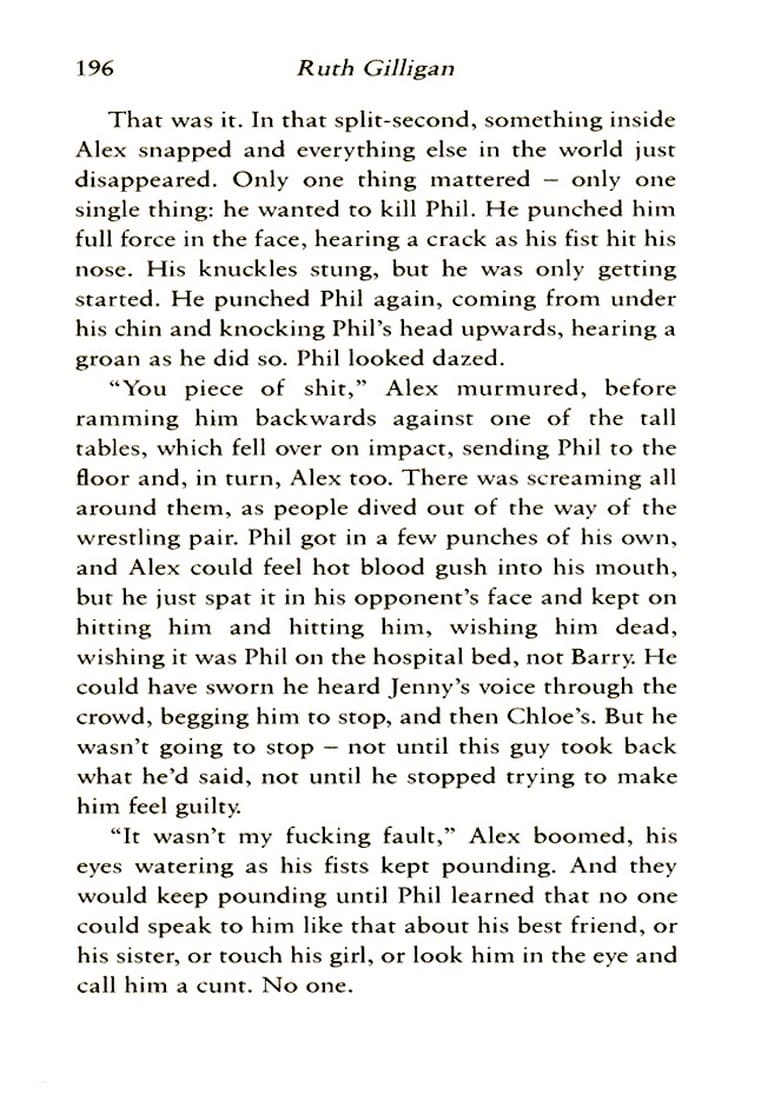 196 Ruth Gilligan
That was it. In that split-second, something inside
Alex snapped and everything else in the world just
disappeared. Only one thing mattered – only one
single thing: he wanted to kill Phil. He punched him
full force in the face, hearing a crack as his fist hit his
nose. His knuckles stung, but he was only getting
started. He punched Phil again, coming from under
his chin and knocking Phil’s head upwards, hearing a
groan as he did so. Phil looked dazed.
“You piece of shit,” Alex murmured, before
ramming him backwards against one of the tall
tables, which fell over on impact, sending Phil to the
floor and, in turn, Alex too. There was screaming all
around them, as people dived out of the way of the
wrestling pair. Phil got in a few punches of his own,
and Alex could feel hot blood gush into his mouth,
but he just spat it in his opponent’s face and kept on
hitting him and hitting him, wishing him dead,
wishing it was Phil on the hospital bed, not Barry. He
could have sworn he heard Jenny’s voice through the
crowd, begging him to stop, and then Chloe’s. But he
wasn’t going to stop – not until this guy took back
what he’d said, not until he stopped trying to make
him feel guilty.
“It wasn’t my fucking fault,” Alex boomed, his
eyes watering as his fists kept pounding. And they
would keep pounding until Phil learned that no one
could speak to him like that about his best friend, or
his sister, or touch his girl, or look him in the eye and
call him a cunt. No one.